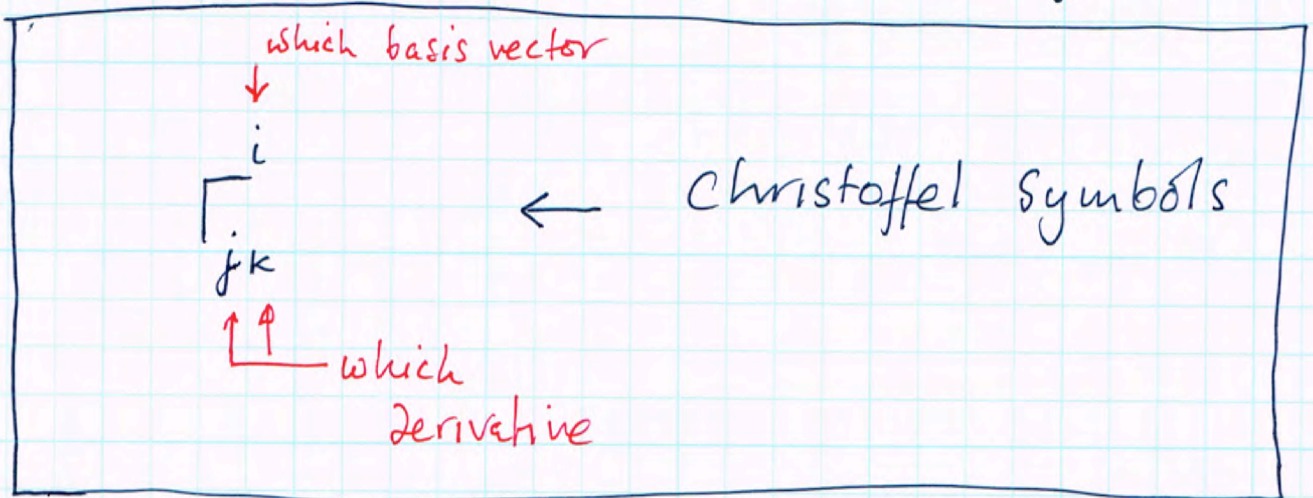 which basis vector
↓
i
Γ ← Christoffel Symbols
jk
which
derivative